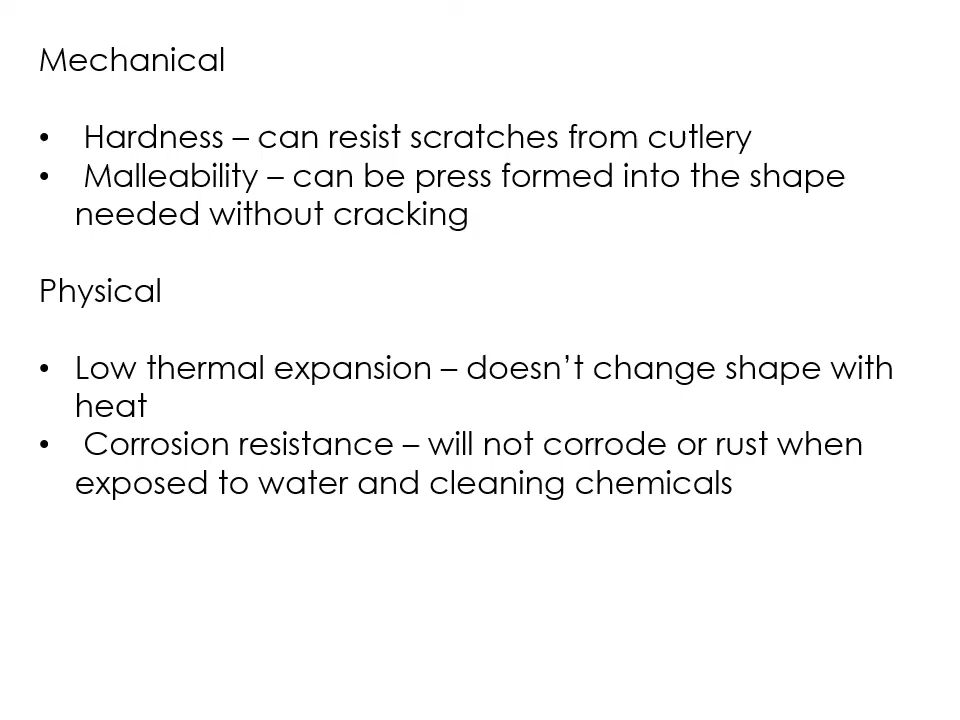 Mechanical
• Hardness – can resist scratches from cutlery
• Malleability – can be press formed into the shape
needed without cracking
Physical
• Low thermal expansion – doesn’t change shape with
heat
• Corrosion resistance – will not corrode or rust when
exposed to water and cleaning chemicals